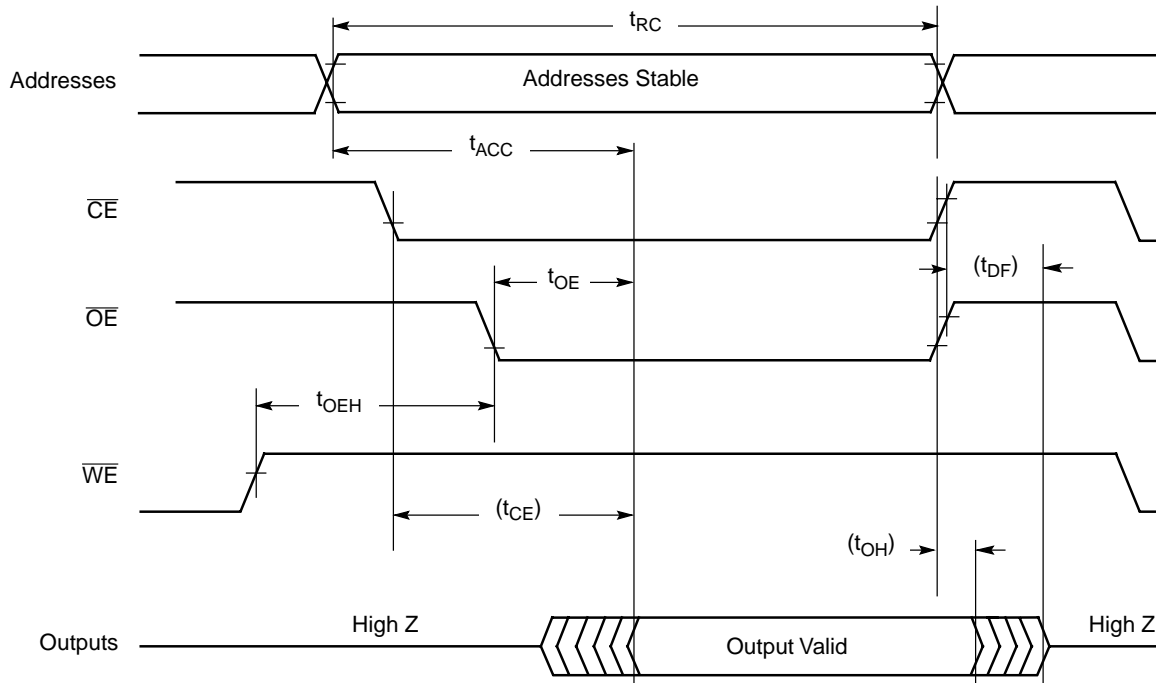 tRC
Addresses
Addresses Stable
tACC
CE
(tDF)
tOE
OE
tOEH
WE
(tCE)
(tOH)
High Z
High Z
Outputs
Output Valid